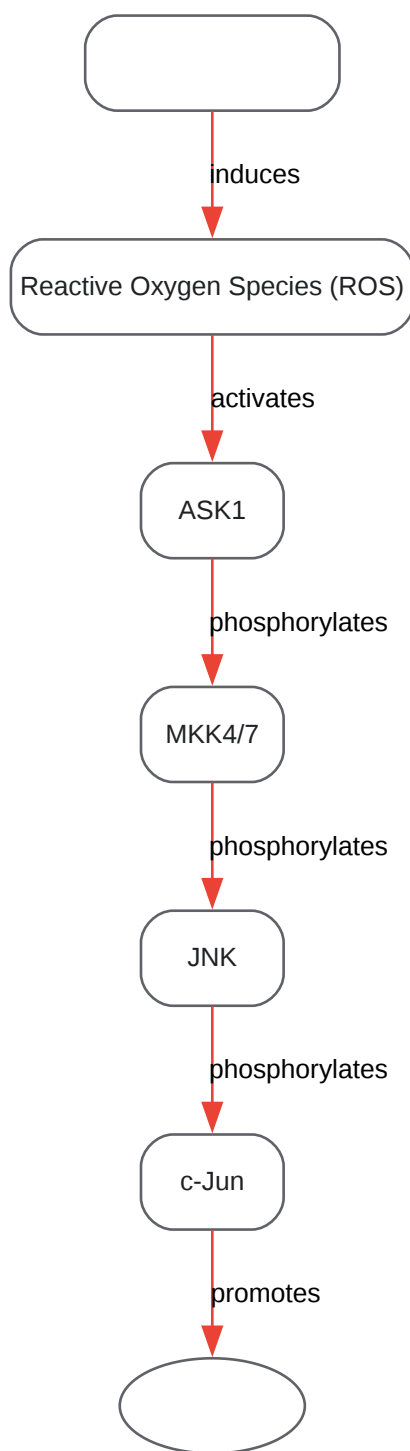 induces
Reactive Oxygen Species (ROS)
activates
ASK1
phosphorylates
MKK4/7
phosphorylates
JNK
phosphorylates
c-Jun
promotes